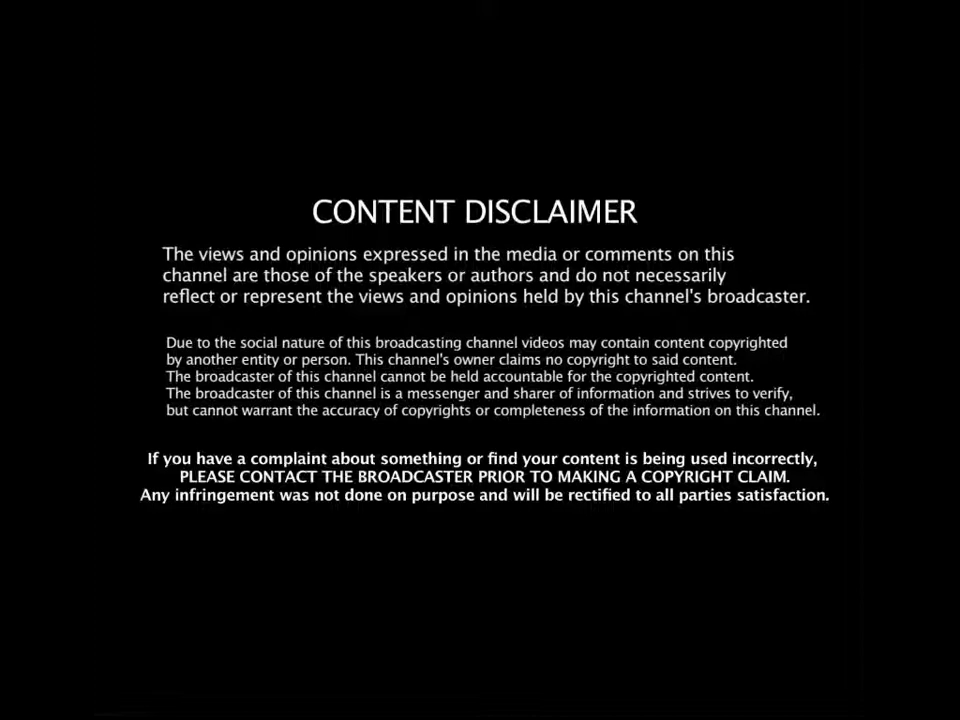 CONTENT DISCLAIMER
The views and opinions expressed in the media or comments on this
channel are those of the speakers or authors and do not necessarily
reflect or represent the views and opinions held by this channel's broadcaster.
Due to the social nature of this broadcasting channel videos may contain content copyrighted
by another entity or person. This channel's owner claims no copyright to said content.
The broadcaster of this channel cannot be held accountable for the copyrighted content.
The broadcaster of this channel is a messenger and sharer of information and strives to verify,
but cannot warrant the accuracy of copyrights or completeness of the information on this channel.
If you have a complaint about something or find your content is being used incorrectly,
PLEASE CONTACT THE BROADCASTER PRIOR TO MAKING A COPYRIGHT CLAIM.
Any infringement was not done on purpose and will be rectified to all parties satisfaction.